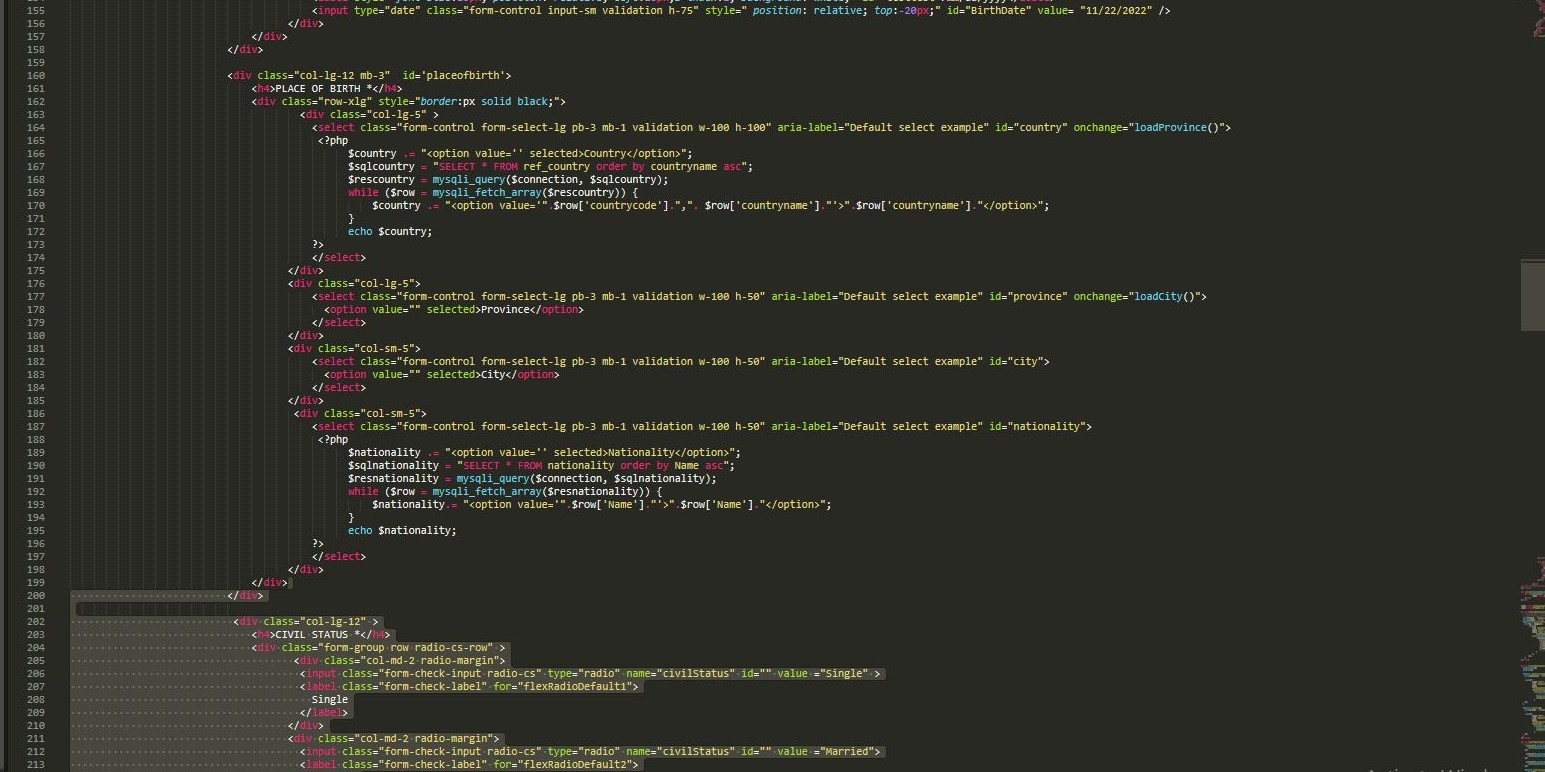 155 <input type="date" class="form-control input-sm validation h-75" style=" position: relative; top:-20px;" id="BirthDate" value= "11/22/2022" />
156 </div>
157 </div>
158 </div>
159
160 <div class="col-lg-12 mb-3"  id='placeofbirth'>
161 <h4>PLACE OF BIRTH *</h4>
162 <div class="row-xlg" style="border:px solid black;">
163 <div class="col-lg-5" >
164 <select class="form-control form-select-lg pb-3 mb-1 validation w-100 h-100" aria-label="Default select example" id="country" onchange="loadProvince()">
165 <?php
166 $country .= "<option value='' selected>Country</option>";
167 $sqlcountry = "SELECT * FROM ref_country order by countryname asc";
168 $rescountry = mysqli_query($connection, $sqlcountry);
169 while ($row = mysqli_fetch_array($rescountry)) {
170 $country .= "<option value='".$row['countrycode'].",". $row['countryname']."'>".$row['countryname']."</option>";
171 }
172 echo $country;
173 ?>
174 </select>
175 </div>
176 <div class="col-lg-5">
177 <select class="form-control form-select-lg pb-3 mb-1 validation w-100 h-50" aria-label="Default select example" id="province" onchange="loadCity()">
178 <option value="" selected>Province</option>
179 </select>
180 </div>
181 <div class="col-sm-5">
182 <select class="form-control form-select-lg pb-3 mb-1 validation w-100 h-50" aria-label="Default select example" id="city">
183 <option value="" selected>City</option>
184 </select>
185 </div>
186 <div class="col-sm-5">
187 <select class="form-control form-select-lg pb-3 mb-1 validation w-100 h-50" aria-label="Default select example" id="nationality">
188 <?php
189 $nationality .= "<option value='' selected>Nationality</option>";
190 $sqlnationality = "SELECT * FROM nationality order by Name asc";
191 $resnationality = mysqli_query($connection, $sqlnationality);
192 while ($row = mysqli_fetch_array($resnationality)) {
193 $nationality.= "<option value='".$row['Name']."'>".$row['Name']."</option>";
194 }
195 echo $nationality;
196 ?>
197 </select>
198 </div>
199 </div>
200 </div>
201
202 <div class="col-lg-12" >
203 <h4>CIVIL STATUS *</h4>
204 <div class="form-group row radio-cs-row" >
205 <div class="col-md-2 radio-margin">
206 <input class="form-check-input radio-cs" type="radio" name="civilStatus" id="" value ="Single" >
207 <label class="form-check-label" for="flexRadioDefault1">
208 Single
209 </label>
210 </div>
211 <div class="col-md-2 radio-margin">
212 <input class="form-check-input radio-cs" type="radio" name="civilStatus" id="" value ="Married">
213 <label class="form-check-label" for="flexRadioDefault2">